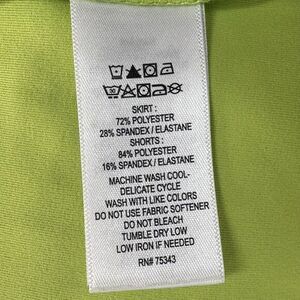 SKIRT :
72% POLYESTER
28% SPANDEX / ELASTANE
SHORTS :
84% POLYESTER
16% SPANDEX / ELASTANE
MACHINE WASH COOL-
DELICATE CYCLE
WASH WITH LIKE COLORS
DO NOT USE FABRIC SOFTENER
DO NOT BLEACH
TUMBLE DRY LOW
LOW IRON IF NEEDED
RN# 75343